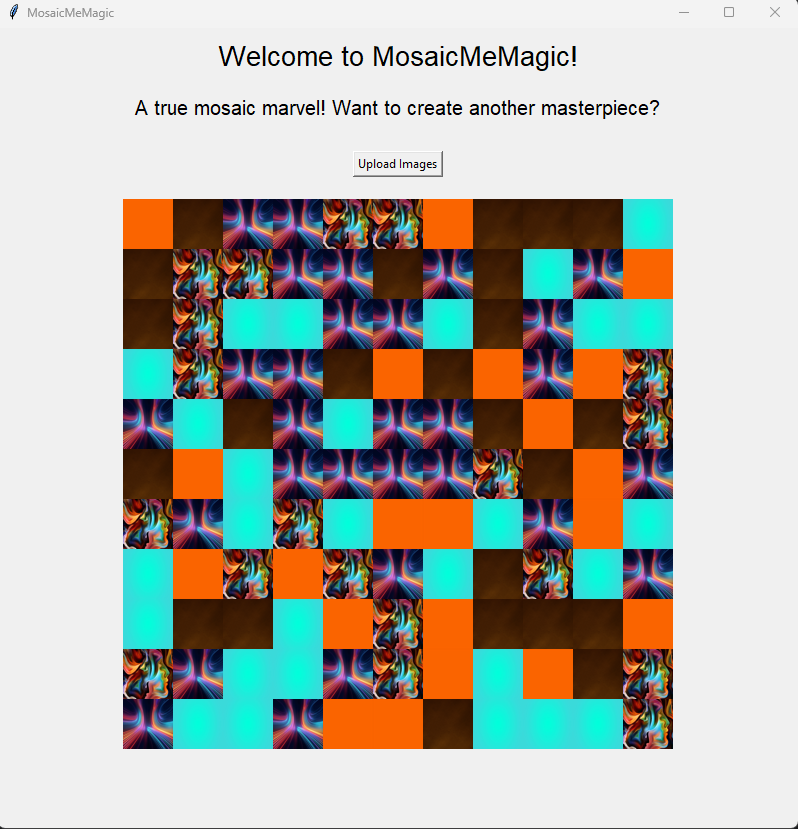 MosaicMeMagic
Welcome to MosaicMeMagic!
A true mosaic marvel! Want to create another masterpiece?
Upload Images